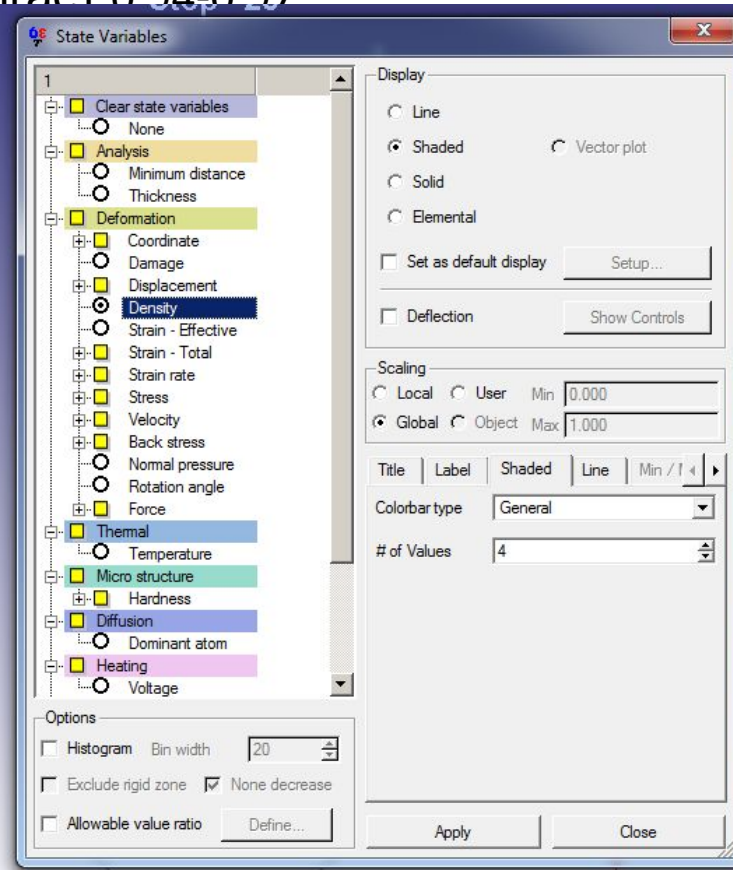 State Variables
1
Clear state variables
None
Analysis
Minimum distance
Thickness
Deformation
Coordinate
Damage
Displacement
Density
Strain - Effective
Strain - Total
Strain rate
Stress
Velocity
Back stress
Normal pressure
Rotation angle
Force
Thermal
Temperature
Micro structure
Hardness
Diffusion
Dominant atom
Heating
Voltage
Options
Histogram Bin width 20
Exclude rigid zone None decrease
Allowable value ratio Define...
Display
Line
Shaded Vector plot
Solid
Elemental
Set as default display Setup...
Deflection Show Controls
Scaling
Local User Min 0.000
Global Object Max 1.000
Title Label Shaded Line Min /
Colorbar type General
# of Values 4
Apply Close